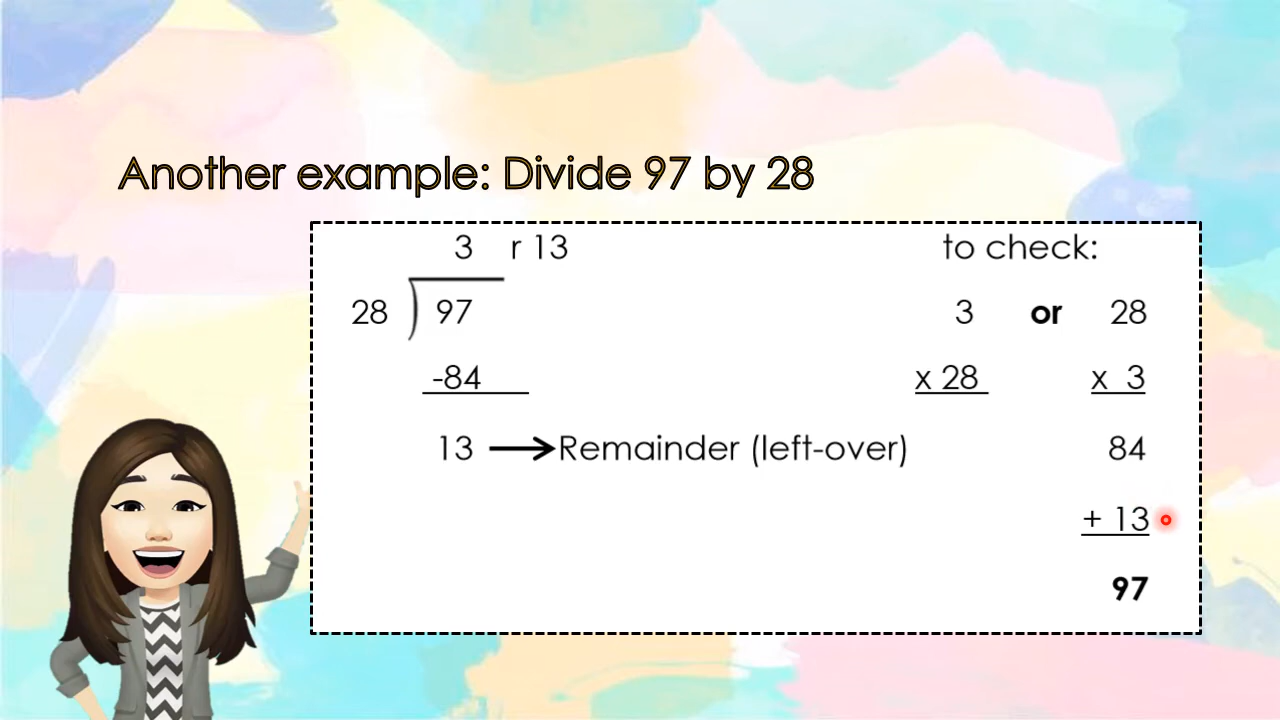 Another example: Divide 97 by 28
3 r 13
28 97
-84
13 Remainder (left-over)
to check:
3 or 28
x 28 x 3
84
+ 13
97